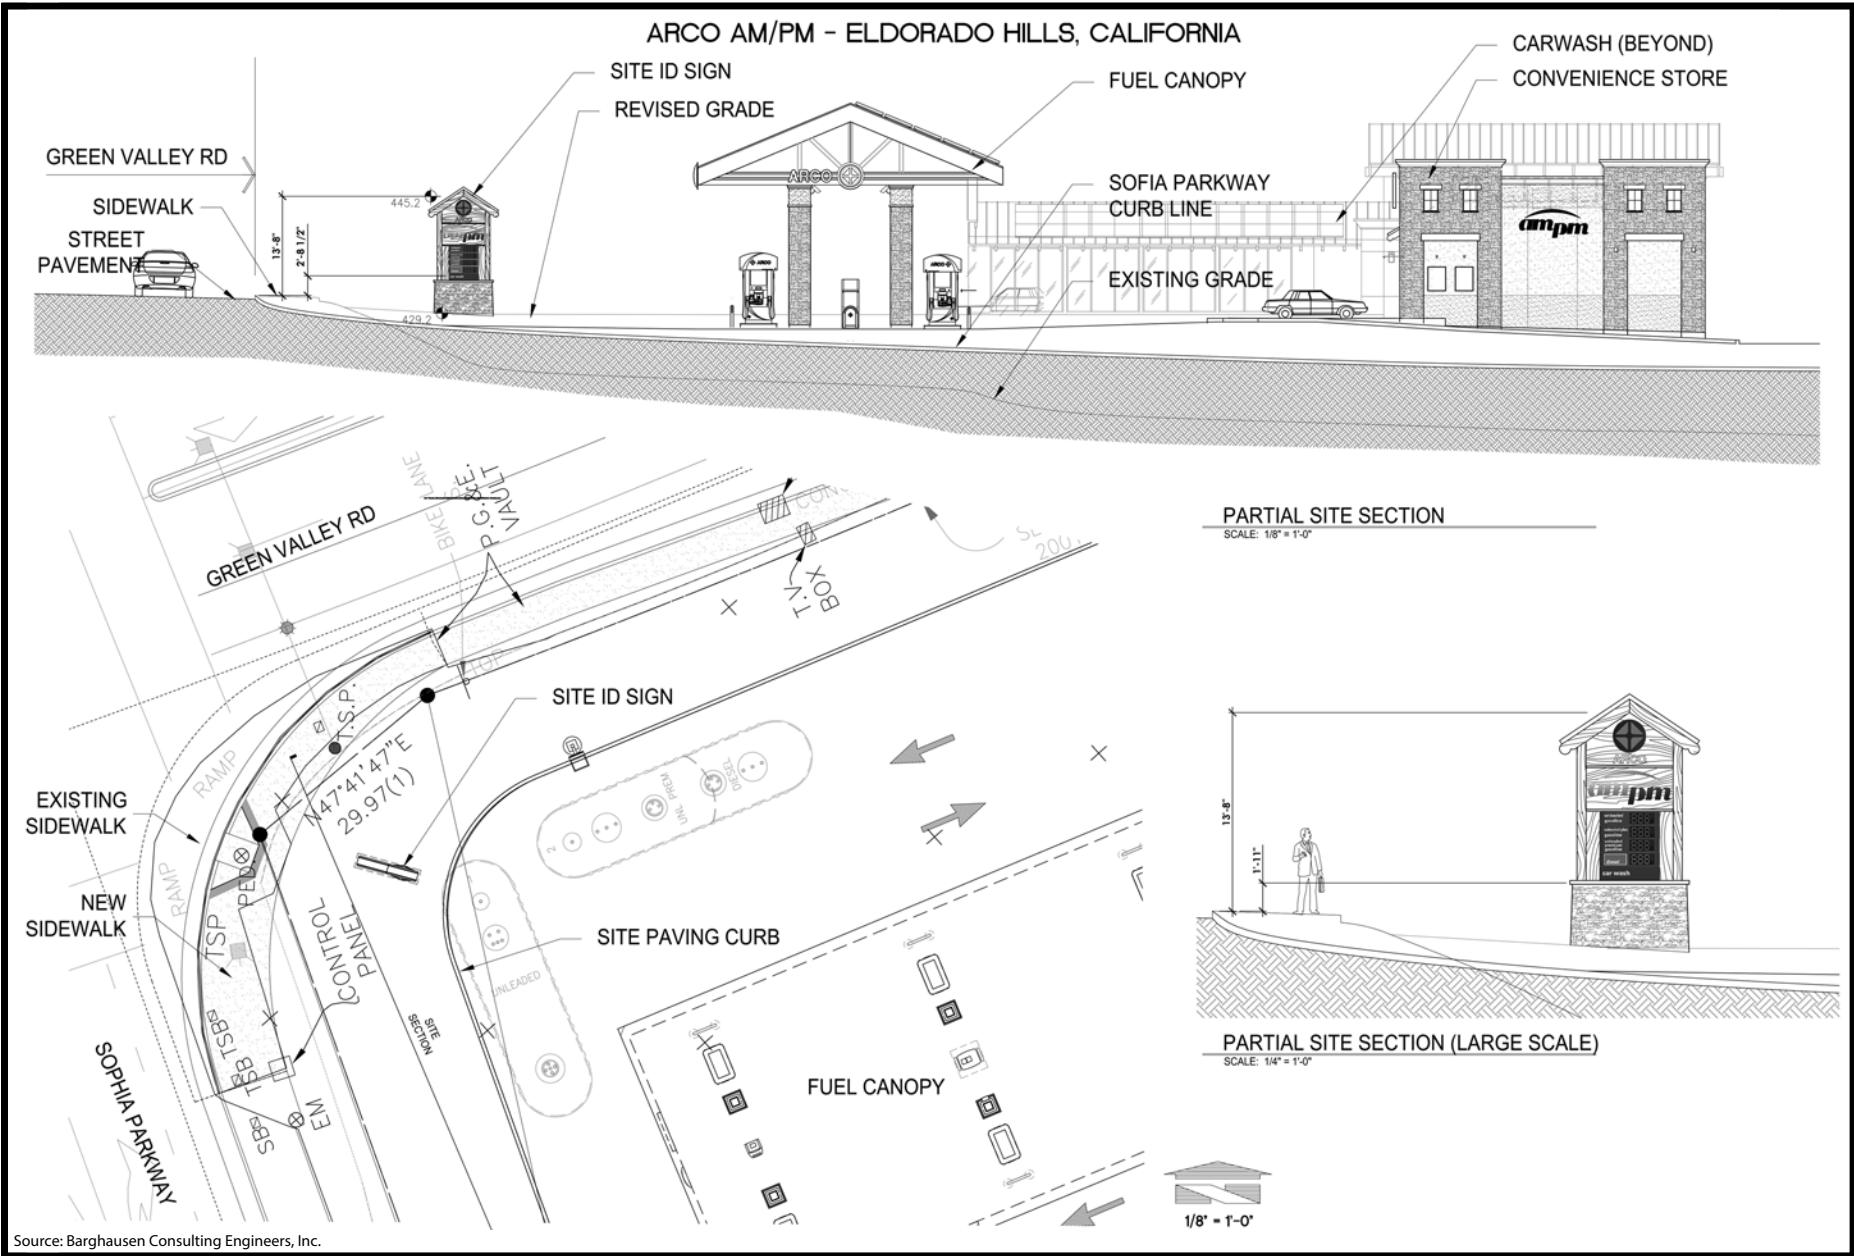 ARCO AM/PM - ELDORADO HILLS, CALIFORNIA
SITE ID SIGN
REVISED GRADE
FUEL CANOPY
CARWASH (BEYOND)
CONVENIENCE STORE
GREEN VALLEY RD
SIDEWALK
STREET
PAVEMENT
445.2
13'-8"
2'-8 1/2"
429.2
ampm
ARCO
ARCO
ARCO
SOFIA PARKWAY
CURB LINE
EXISTING GRADE
ampm
PARTIAL SITE SECTION
SCALE: 1/8" = 1'-0"
GREEN VALLEY RD
BIKE LANE
P.G.&E.
VAULT
T.V.
BOX
TOP
T.S.P.
SITE ID SIGN
RAMP
N47°41'47"E
29.97(1)
EXISTING
SIDEWALK
RAMP
PED.
NEW
SIDEWALK
TSP
CONTROL
PANEL
SITE PAVING CURB
2
UNL PREM
DIESEL
UNLEADED
SITE
SECTION
TSB
TSB
SB
EM
SOPHIA PARKWAY
FUEL CANOPY
13'-8"
1'-11"
ARCO
ampm
car wash
PARTIAL SITE SECTION (LARGE SCALE)
SCALE: 1/4" = 1'-0"
1/8" = 1'-0"
Source: Barghausen Consulting Engineers, Inc.